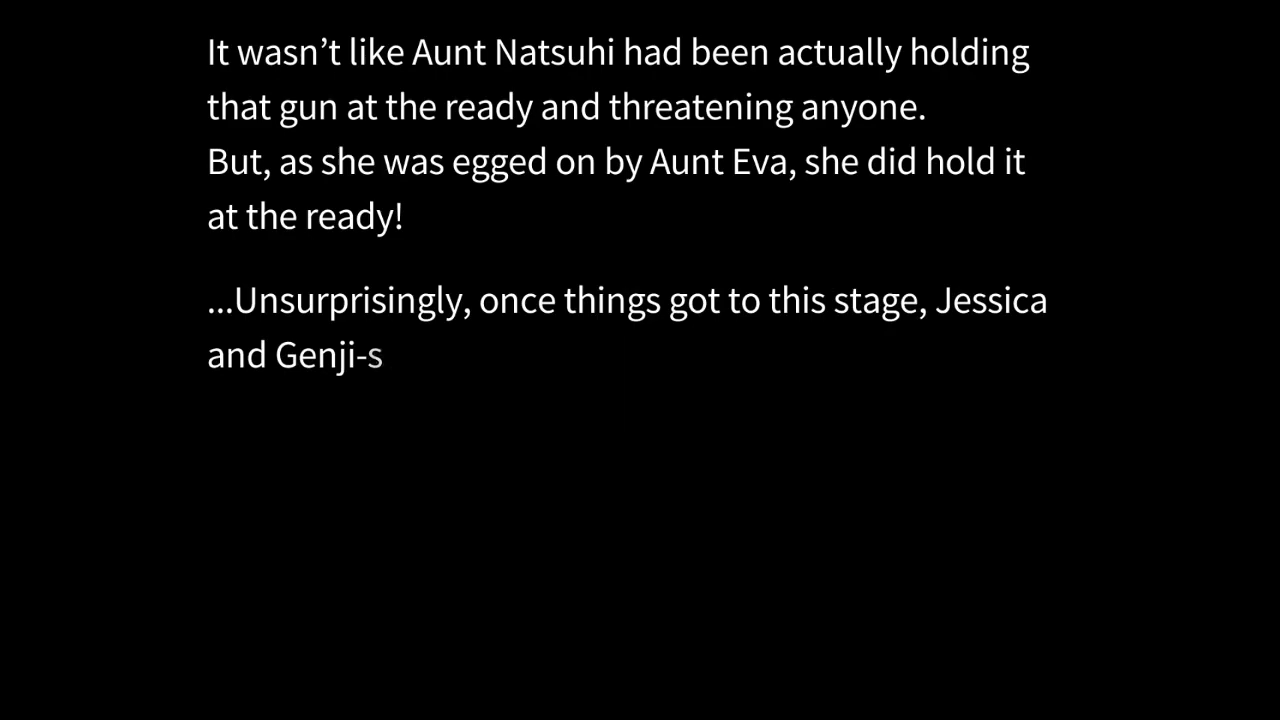 It wasn’t like Aunt Natsuhi had been actually holding
that gun at the ready and threatening anyone.
But, as she was egged on by Aunt Eva, she did hold it
at the ready!
...Unsurprisingly, once things got to this stage, Jessica
and Genji-s